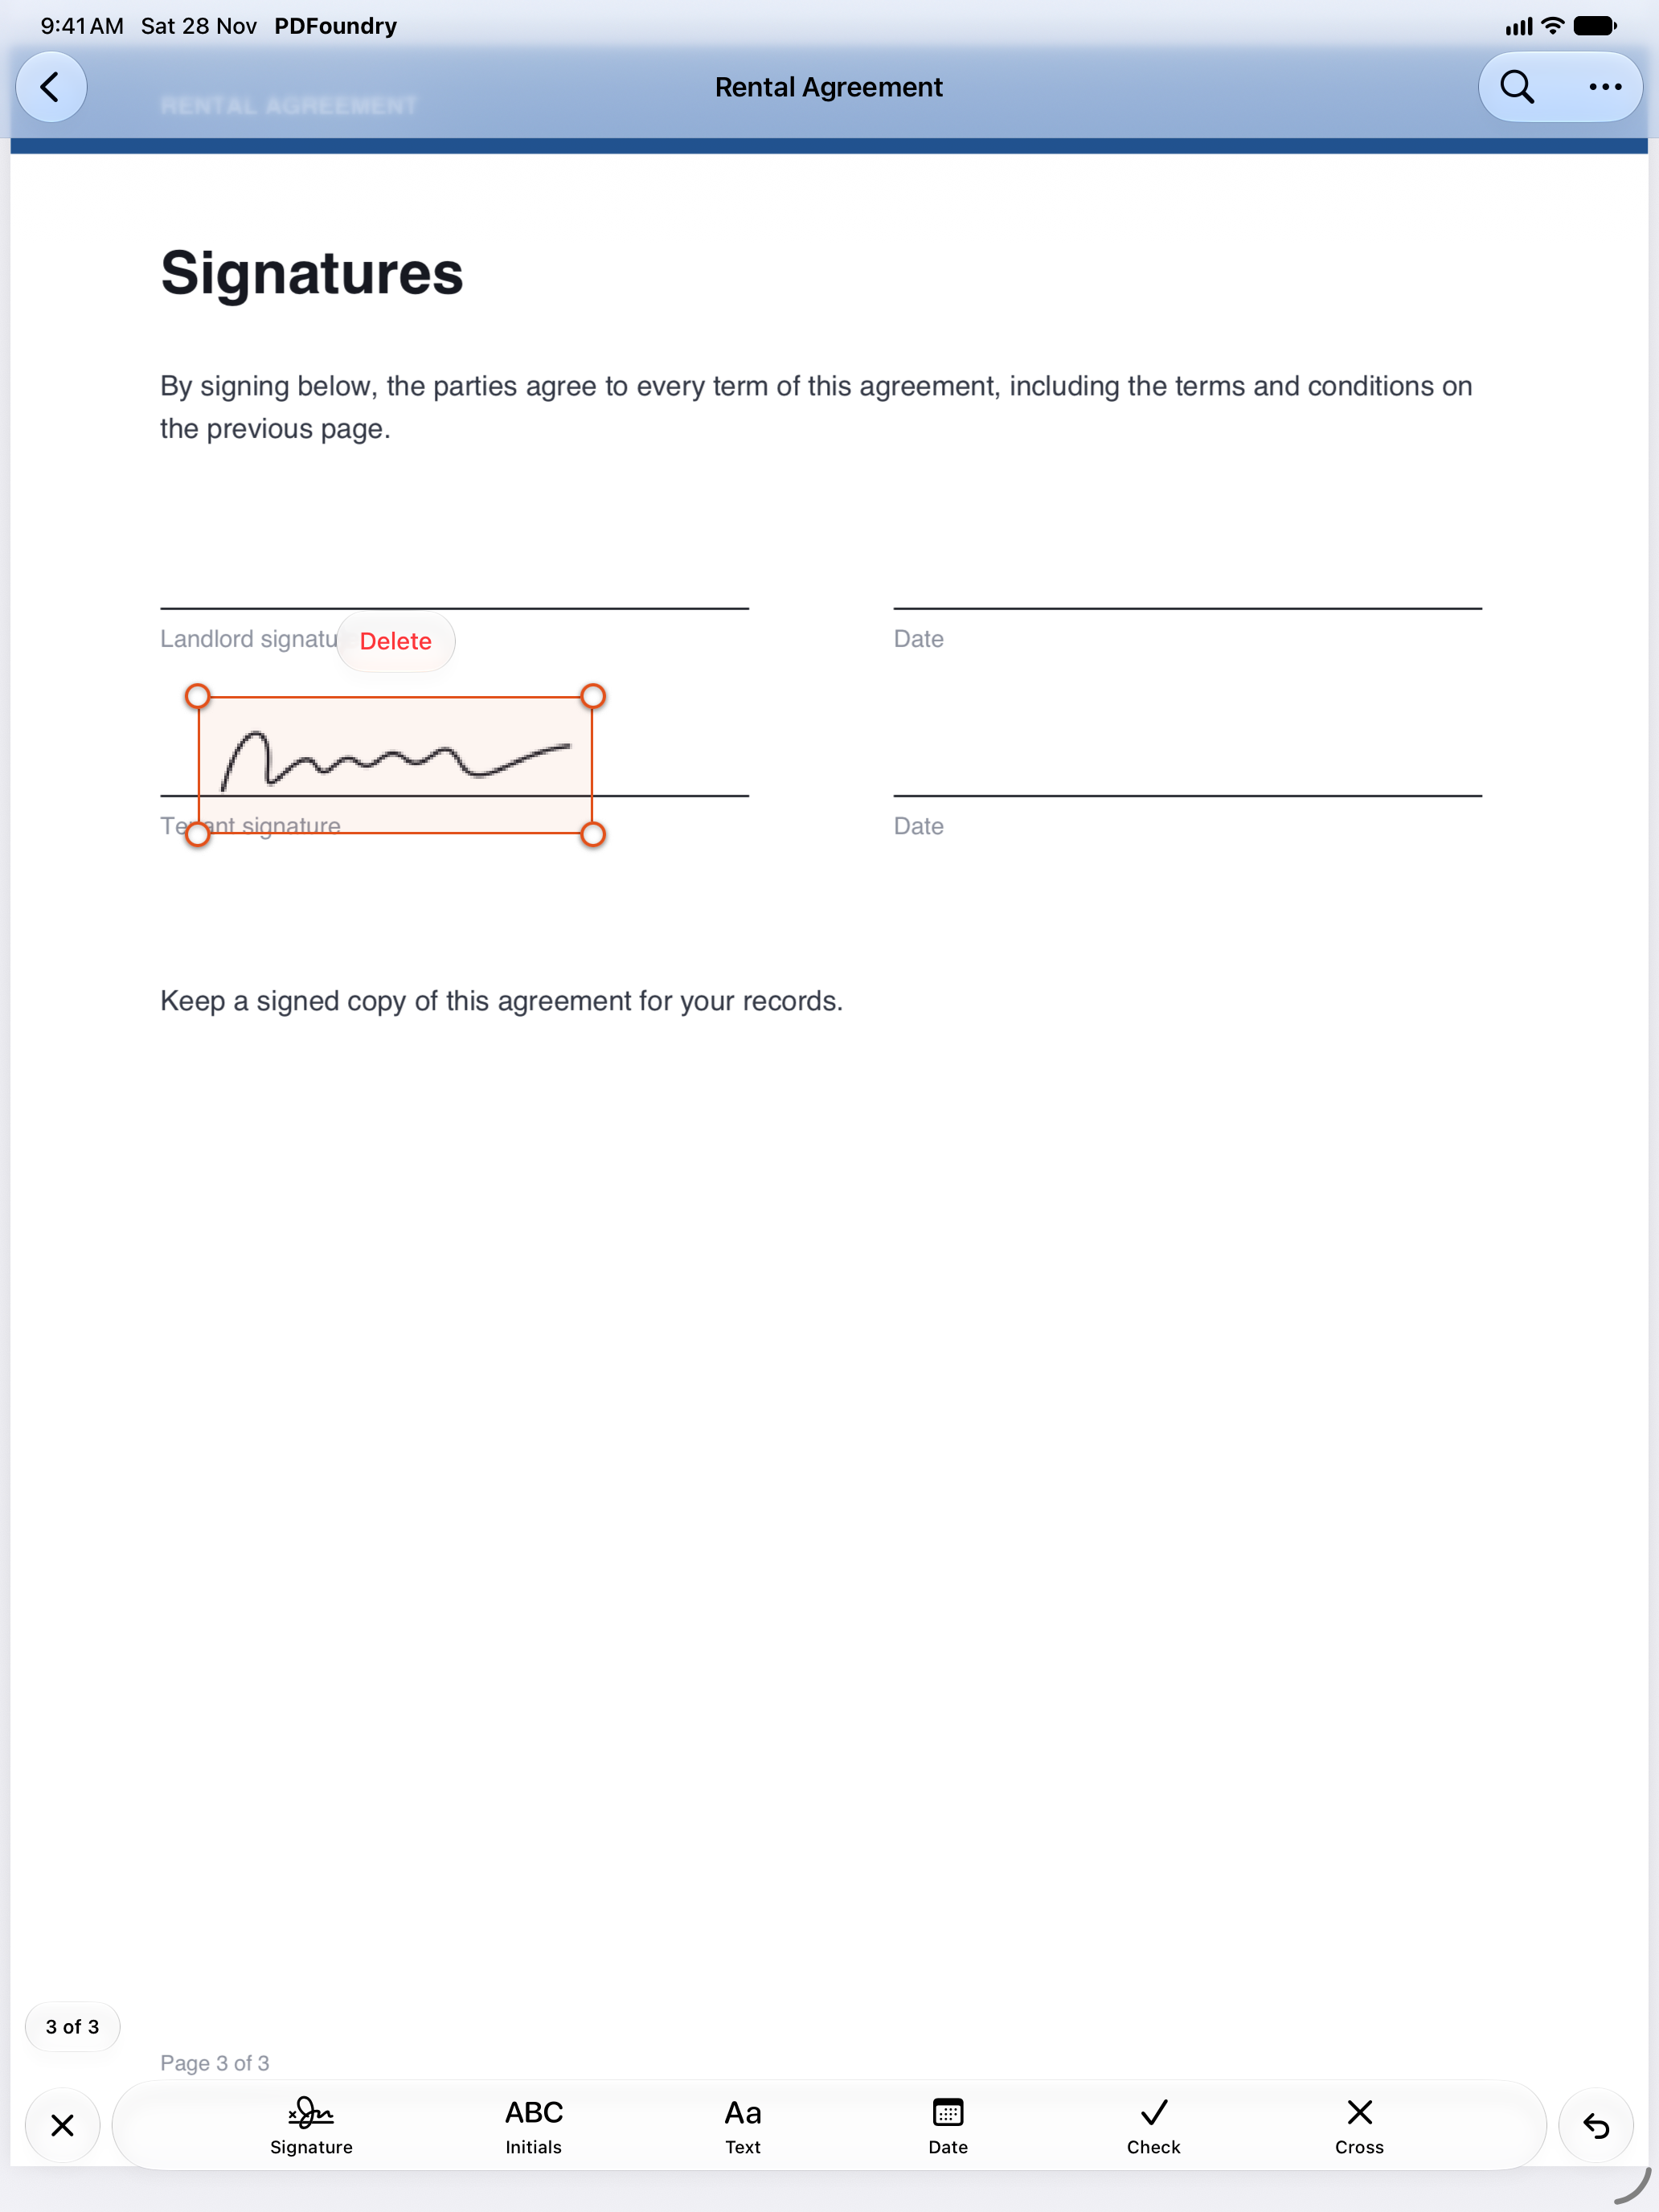 9:41 AM Sat 28 Nov PDFoundry
RENTAL AGREEMENT
Rental Agreement
Signatures
By signing below, the parties agree to every term of this agreement, including the terms and conditions on
the previous page.
Landlord signatu
Delete
Date
Tenant signature
Date
Keep a signed copy of this agreement for your records.
3 of 3
Page 3 of 3
ABC
Aa
Signature
Initials
Text
Date
Check
Cross